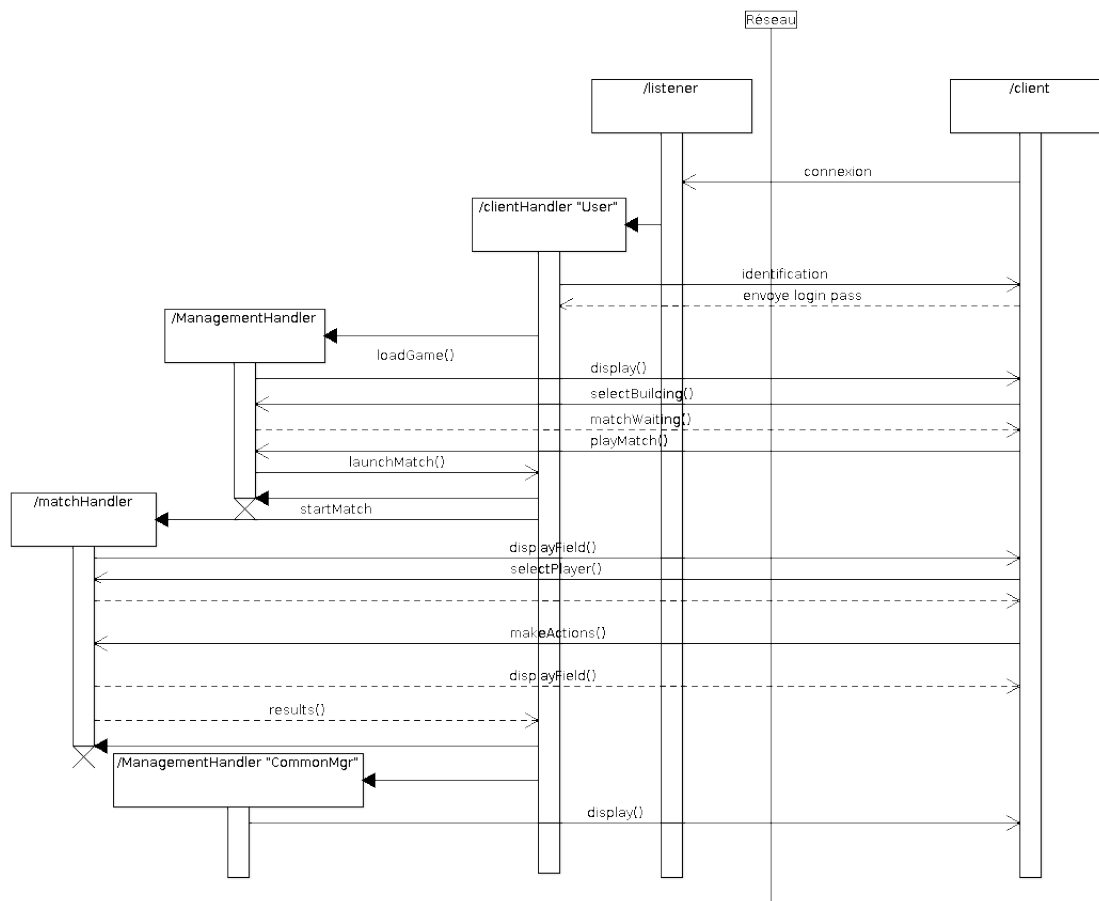 Réseau
/listener
/client
connexion
/clientHandler "User"
identification
envoye login pass
/ManagementHandler
loadGame()
display()
selectBuilding()
matchWaiting()
playMatch()
launchMatch()
/matchHandler
startMatch
displayField()
selectPlayer()
makeActions()
displayField()
results()
/ManagementHandler "CommonMgr"
display()